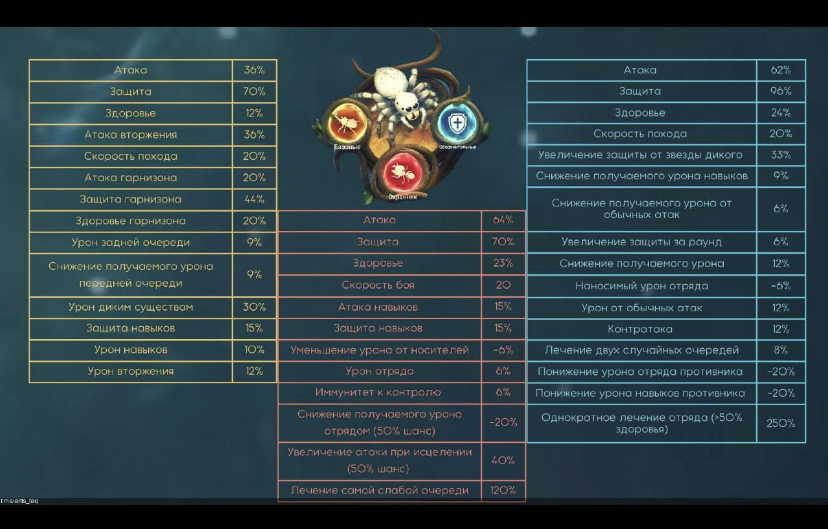 Атака 36%
Защита 70%
Здоровье 12%
Атака вторжения 36%
Скорость похода 20%
Атака гарнизона 20%
Защита гарнизона 44%
Здоровье гарнизона 20%
Урон задней очереди 9%
Снижение получаемого урона
передней очереди 9%
Урон диким существам 30%
Защита навыков 15%
Урон навыков 10%
Урон вторжения 12%
Базовые
Оборонительные
Охранник
Атака 64%
Защита 70%
Здоровье 23%
Скорость боя 20
Атака навыков 15%
Защита навыков 15%
Уменьшение урона от носителей -6%
Урон отряда 6%
Иммунитет к контролю 6%
Снижение получаемого урона
отрядом (50% шанс) -20%
Увеличение атаки при исцелении
(50% шанс) 40%
Лечение самой слабой очереди 120%
Атака 62%
Защита 96%
Здоровье 24%
Скорость похода 20%
Увеличение защиты от звезды дикого 33%
Снижение получаемого урона навыков 9%
Снижение получаемого урона от
обычных атак 6%
Увеличение защиты за раунд 6%
Снижение получаемого урона 12%
Наносимый урон отряда -6%
Урон от обычных атак 12%
Контратака 12%
Лечение двух случайных очередей 8%
Понижение урона отряда противника -20%
Понижение урона навыков противника -20%
Однократное лечение отряда (>50%
здоровья) 250%